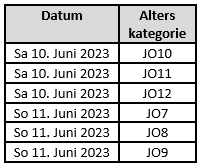 Datum Alters
kategorie
Sa 10. Juni 2023 JO10
Sa 10. Juni 2023 JO11
Sa 10. Juni 2023 JO12
So 11. Juni 2023 JO7
So 11. Juni 2023 JO8
So 11. Juni 2023 JO9